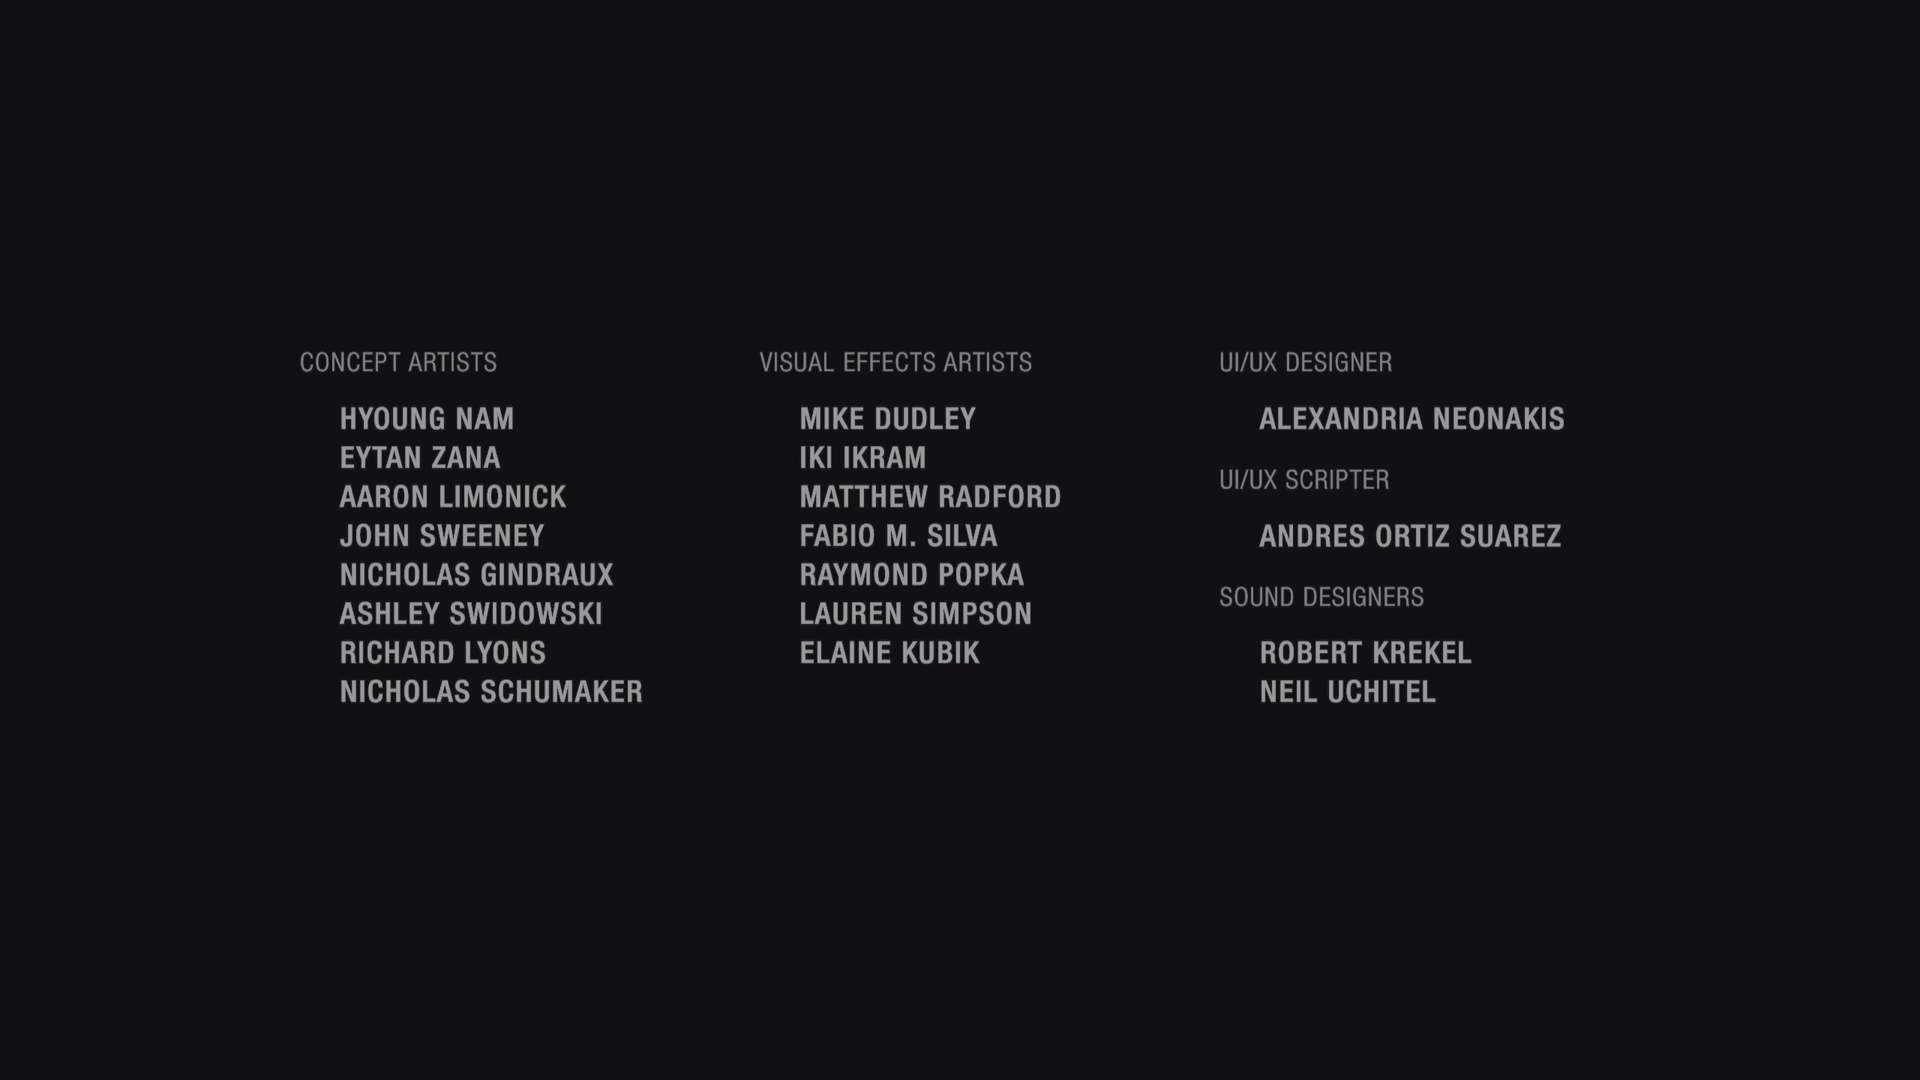 CONCEPT ARTISTS
HYOUNG NAM
EYTAN ZANA
AARON LIMONICK
JOHN SWEENEY
NICHOLAS GINDRAUX
ASHLEY SWIDOWSKI
RICHARD LYONS
NICHOLAS SCHUMAKER
VISUAL EFFECTS ARTISTS
MIKE DUDLEY
IKI IKRAM
MATTHEW RADFORD
FABIO M. SILVA
RAYMOND POPKA
LAUREN SIMPSON
ELAINE KUBIK
UI/UX DESIGNER
ALEXANDRIA NEONAKIS
UI/UX SCRIPTER
ANDRES ORTIZ SUAREZ
SOUND DESIGNERS
ROBERT KREKEL
NEIL UCHITEL